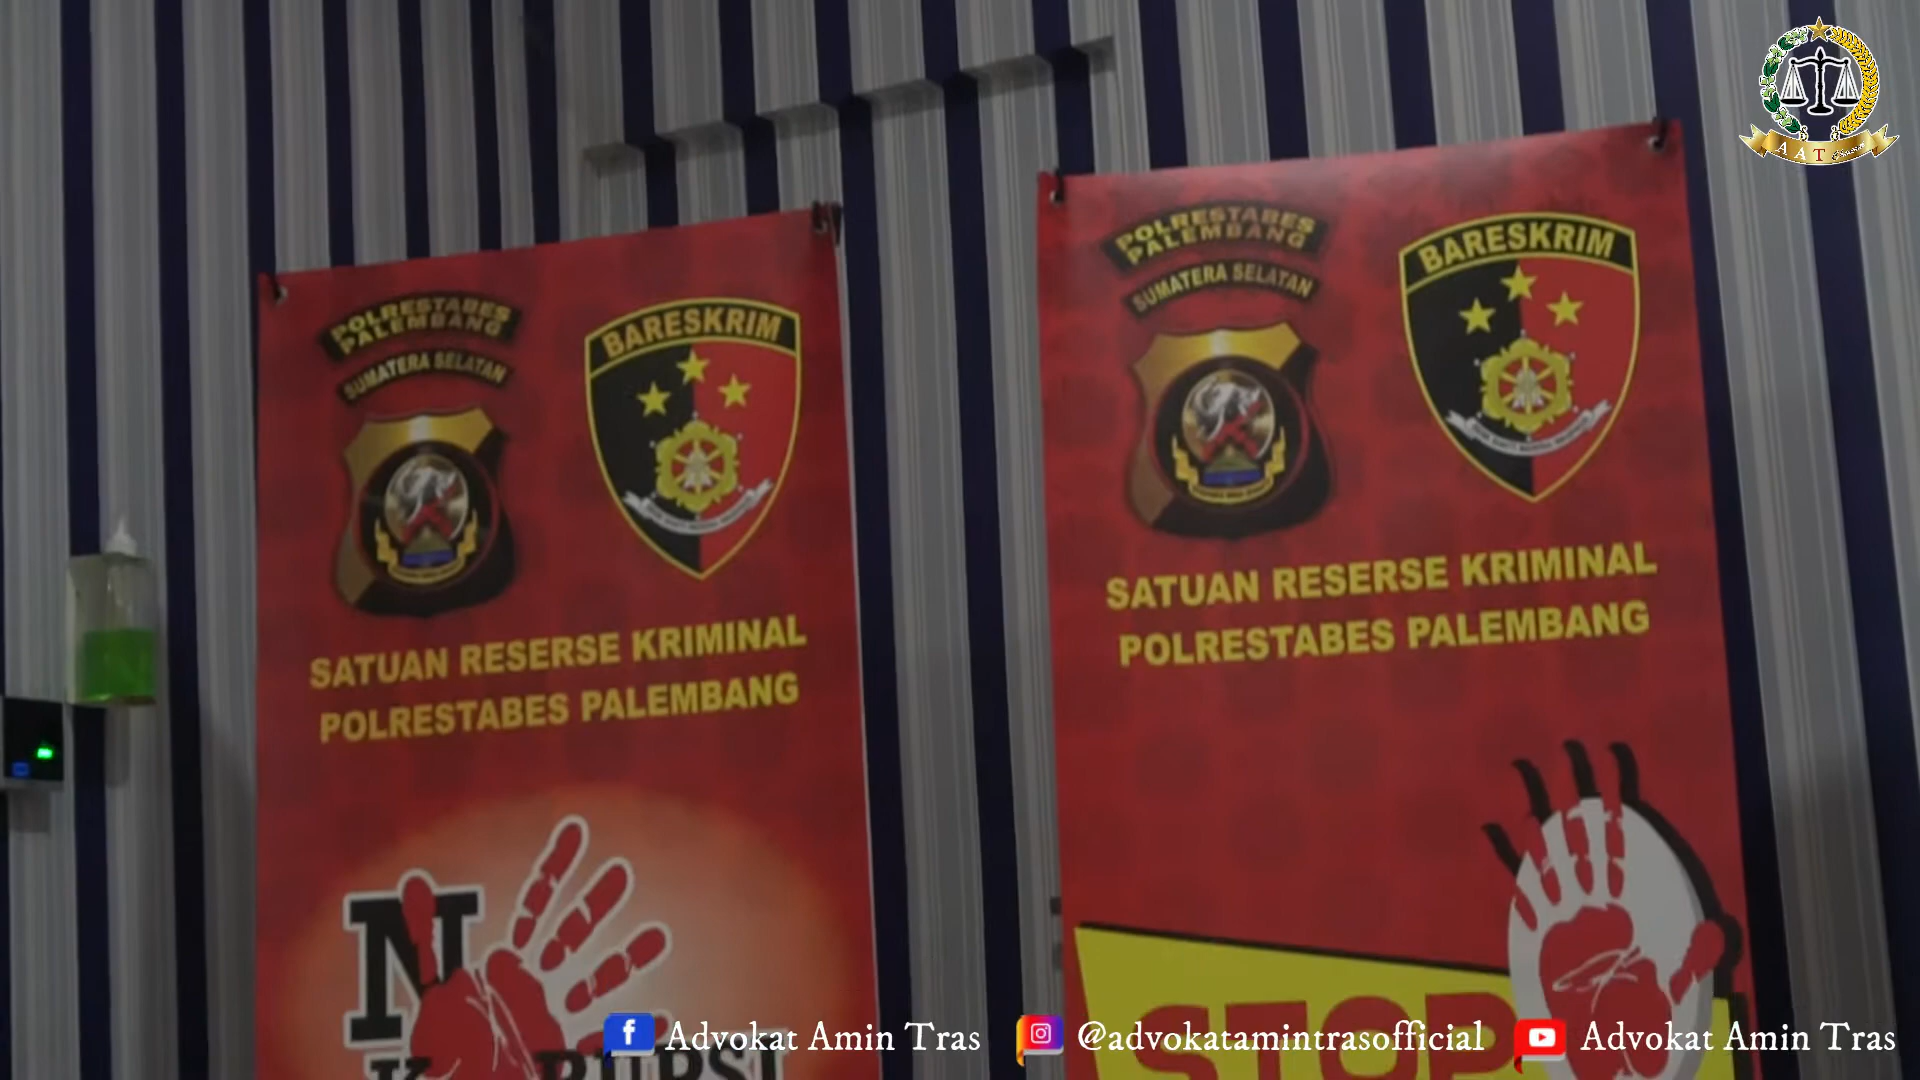 AAT
POLRESTABES
PALEMBANG
SUMATERA SELATAN
BARESKRIM
SATUAN RESERSE KRIMINAL
POLRESTABES PALEMBANG
N
POLRESTABES
PALEMBANG
SUMATERA SELATAN
BARESKRIM
SATUAN RESERSE KRIMINAL
POLRESTABES PALEMBANG
STOP
Advokat Amin Tras
@advokatamintrasofficial
Advokat Amin Tras